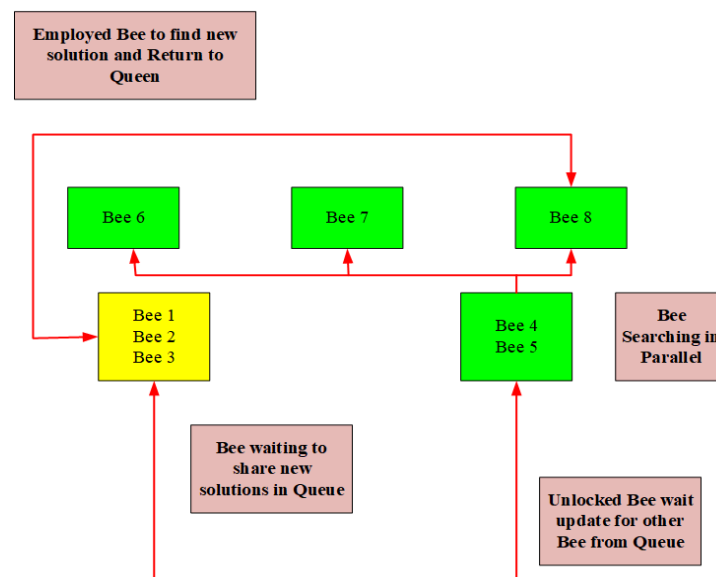 Employed Bee to find new
solution and Return to
Queen
Bee 6
Bee 7
Bee 8
Bee 1
Bee 2
Bee 3
Bee 4
Bee 5
Bee
Searching in
Parallel
Bee waiting to
share new
solutions in Queue
Unlocked Bee wait
update for other
Bee from Queue